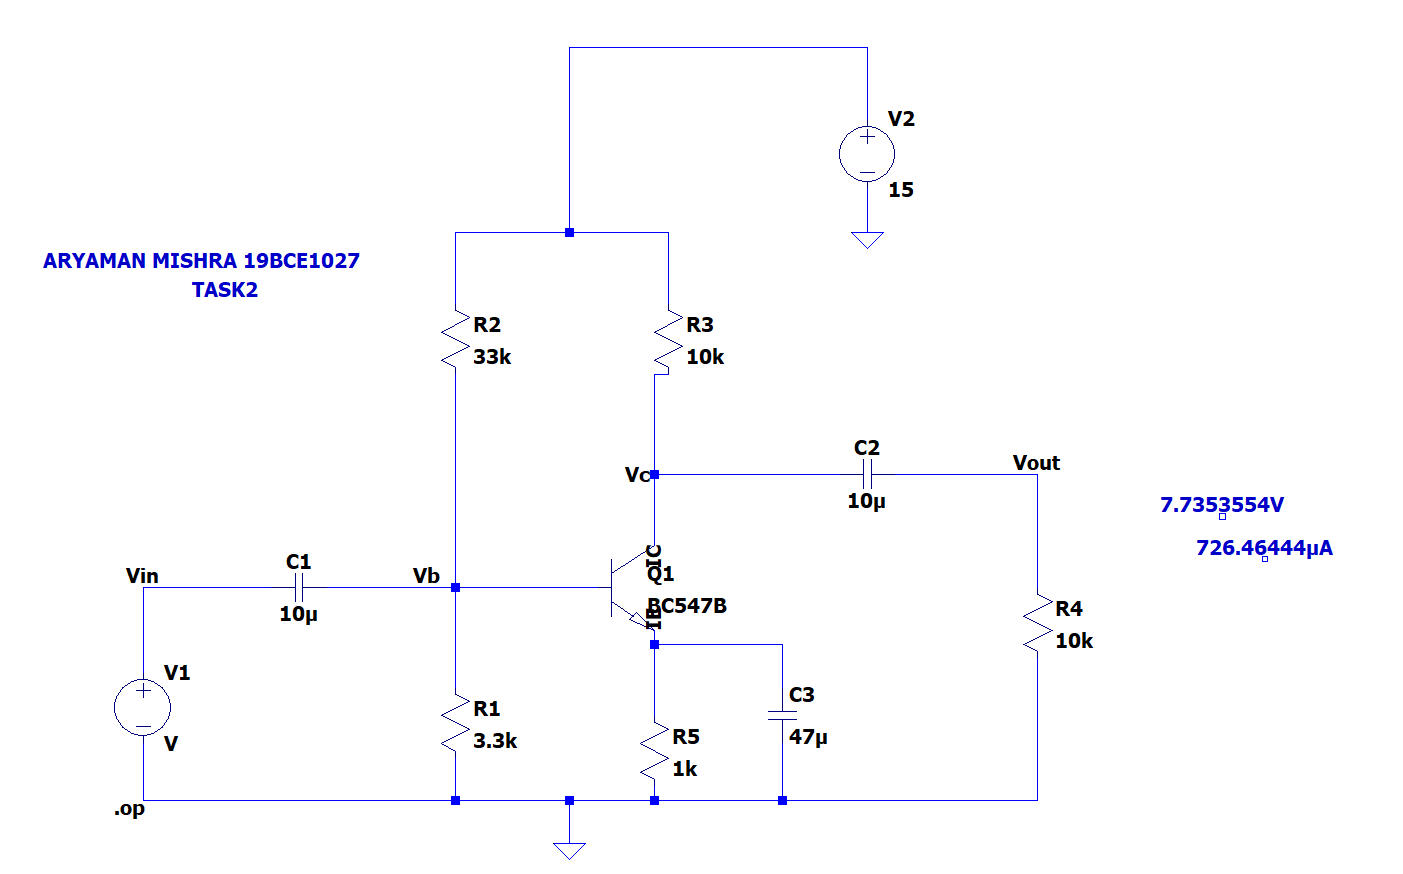 V2
15
ARYAMAN MISHRA 19BCE1027
TASK2
R2
33k
R3
10k
C2
10µ
Vout
Vc
7.7353554V
726.46444µA
IC
Q1
BC547B
IE
C1
10µ
Vin
Vb
R4
10k
V1
V
R1
3.3k
R5
1k
C3
47µ
.op